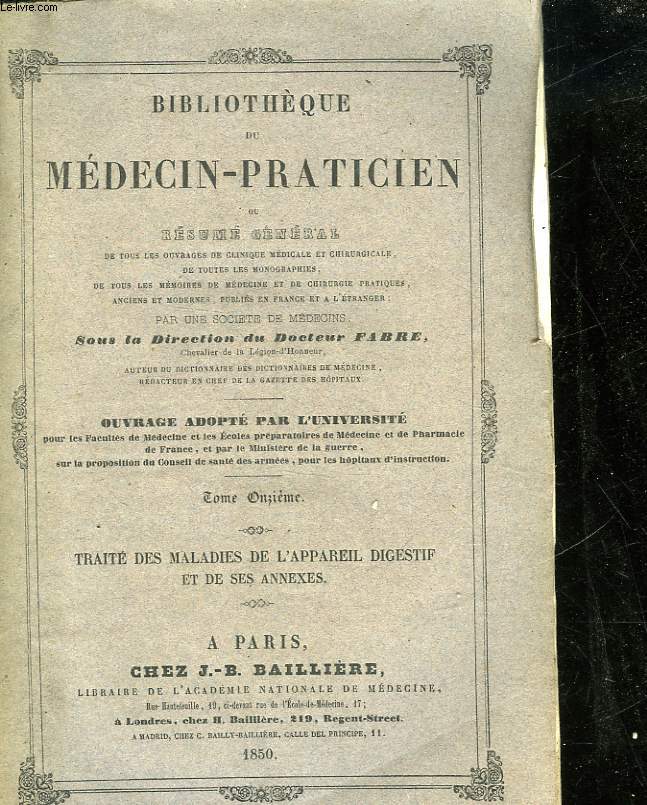 Le-livre.com
BIBLIOTHÈQUE
DU
MÉDECIN-PRATICIEN
OU
RÉSUMÉ GÉNÉRAL
DE TOUS LES OUVRAGES DE CLINIQUE MÉDICALE ET CHIRURGICALE,
DE TOUTES LES MONOGRAPHIES,
DE TOUS LES MÉMOIRES DE MÉDECINE ET DE CHIRURGIE PRATIQUES,
ANCIENS ET MODERNES, PUBLIÉS EN FRANCE ET A L'ÉTRANGER;
PAR UNE SOCIÉTÉ DE MÉDECINS,
Sous la Direction du Docteur FABRE,
Chevalier de la Légion-d'Honneur,
AUTEUR DU DICTIONNAIRE DES DICTIONNAIRES DE MÉDECINE,
RÉDACTEUR EN CHEF DE LA GAZETTE DES HÔPITAUX
OUVRAGE ADOPTÉ PAR L'UNIVERSITÉ
pour les Facultés de Médecine et les Écoles préparatoires de Médecine et de Pharmacie
de France, et par le Ministère de la guerre,
sur la proposition du Conseil de santé des armées, pour les hôpitaux d'instruction.
Tome Onzième.
TRAITÉ DES MALADIES DE L'APPAREIL DIGESTIF
ET DE SES ANNEXES.
A PARIS,
CHEZ J.-B. BAILLIÈRE,
LIBRAIRE DE L'ACADÉMIE NATIONALE DE MÉDECINE,
Rue Hautefeuille, 19, ci-devant rue de l'École-de-Médecine, 17;
à Londres, chez H. Baillière, 219, Regent-Street.
A MADRID, CHEZ C. BAILLY-BAILLIÈRE, CALLE DEL PRINCIPE, 11.
1850.